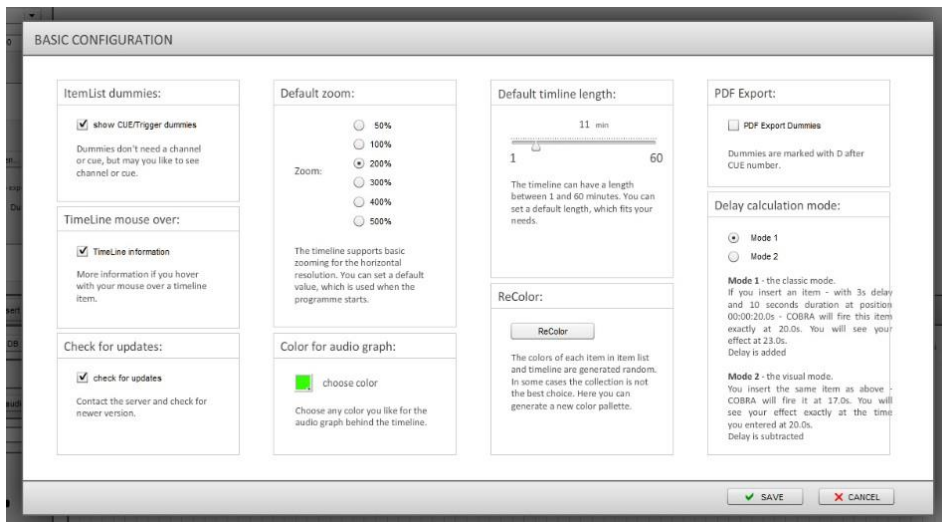 BASIC CONFIGURATION
ItemList dummies:
show CUE/Trigger dummies
Dummies don't need a channel
or cue, but may you like to see
channel or cue.
TimeLine mouse over:
TimeLine information
More information if you hover
with your mouse over a timeline
item.
Check for updates:
check for updates
Contact the server and check for
newer version.
Default zoom:
Zoom:
50%
100%
200%
300%
400%
500%
The timeline supports basic
zooming for the horizontal
resolution. You can set a default
value, which is used when the
programme starts.
Color for audio graph:
choose color
Choose any color you like for the
audio graph behind the timeline.
Default timline length:
11 min
1 60
The timeline can have a length
between 1 and 60 minutes. You can
set a default length, which fits your
needs.
ReColor:
ReColor
The colors of each item in item list
and timeline are generated random.
In some cases the collection is not
the best choice. Here you can
generate a new color pallette.
PDF Export:
PDF Export Dummies
Dummies are marked with D after
CUE number.
Delay calculation mode:
Mode 1
Mode 2
Mode 1 - the classic mode.
If you insert an item - with 3s delay
and 10 seconds duration at position
00:00:20.0s - COBRA will fire this item
exactly at 20.0s. You will see your
effect at 23.0s.
Delay is added
Mode 2 - the visual mode.
You insert the same item as above -
COBRA will fire it at 17.0s. You will
see your effect exactly at the time
you entered at 20.0s.
Delay is subtracted
SAVE
CANCEL